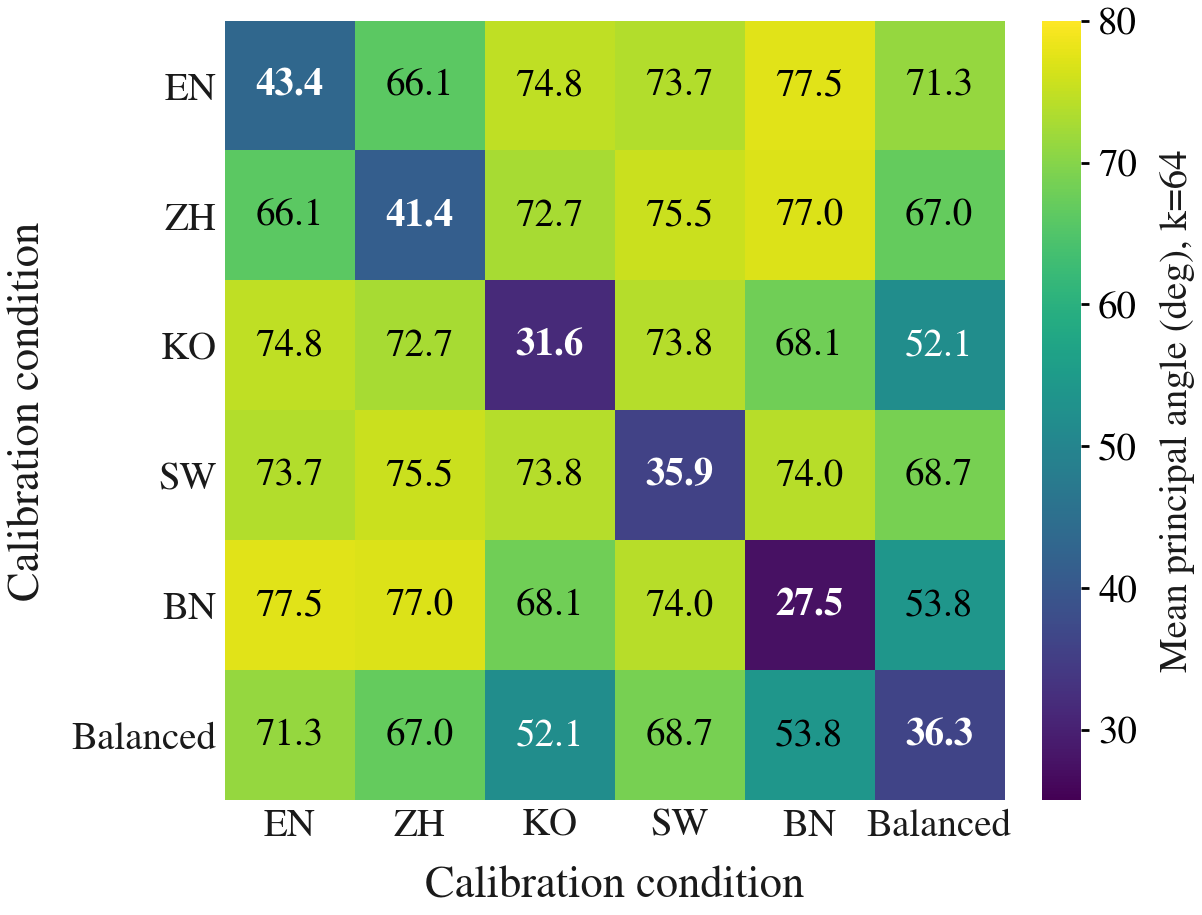 EN 43.4 66.1 74.8 73.7 77.5 71.3
ZH 66.1 41.4 72.7 75.5 77.0 67.0
KO 74.8 72.7 31.6 73.8 68.1 52.1
SW 73.7 75.5 73.8 35.9 74.0 68.7
BN 77.5 77.0 68.1 74.0 27.5 53.8
Balanced 71.3 67.0 52.1 68.7 53.8 36.3
EN ZH KO SW BN Balanced
Calibration condition
Calibration condition
80
70
60
50
40
30
Mean principal angle (deg), k=64